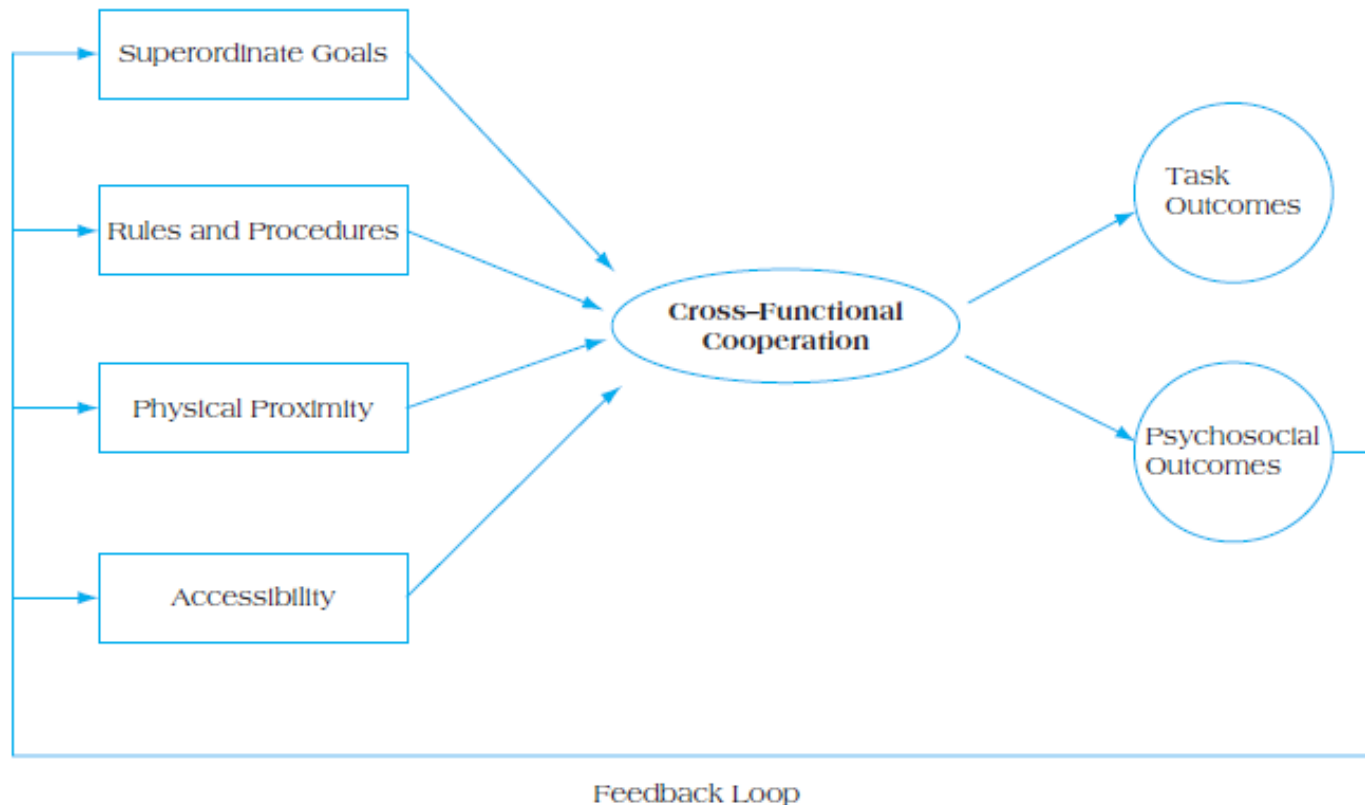 Superordinate Goals
Rules and Procedures
Physical Proximity
Accessibility
Cross–Functional
Cooperation
Task
Outcomes
Psychosocial
Outcomes
Feedback Loop